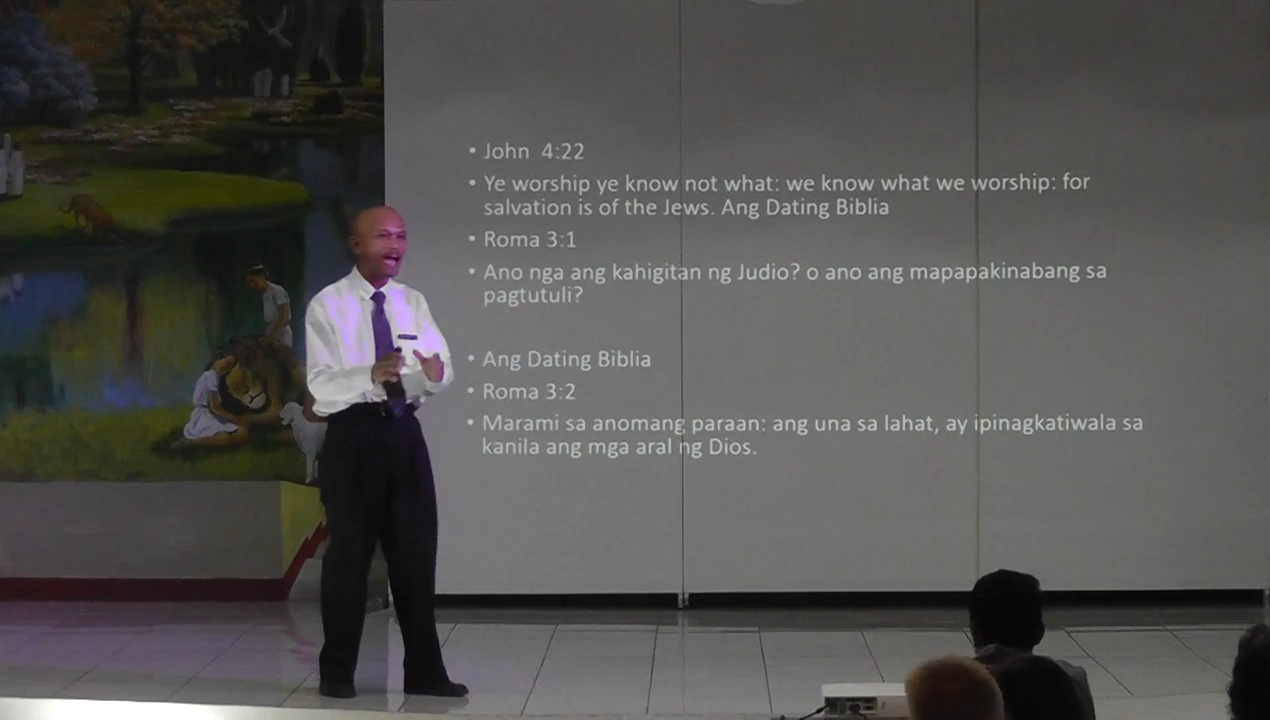 • John  4:22
• Ye worship ye know not what: we know what we worship: for
salvation is of the Jews. Ang Dating Biblia
• Roma 3:1
• Ano nga ang kahigitan ng Judio? o ano ang mapapakinabang sa
pagtutuli?
• Ang Dating Biblia
• Roma 3:2
• Marami sa anomang paraan: ang una sa lahat, ay ipinagkatiwala sa
kanila ang mga aral ng Dios.